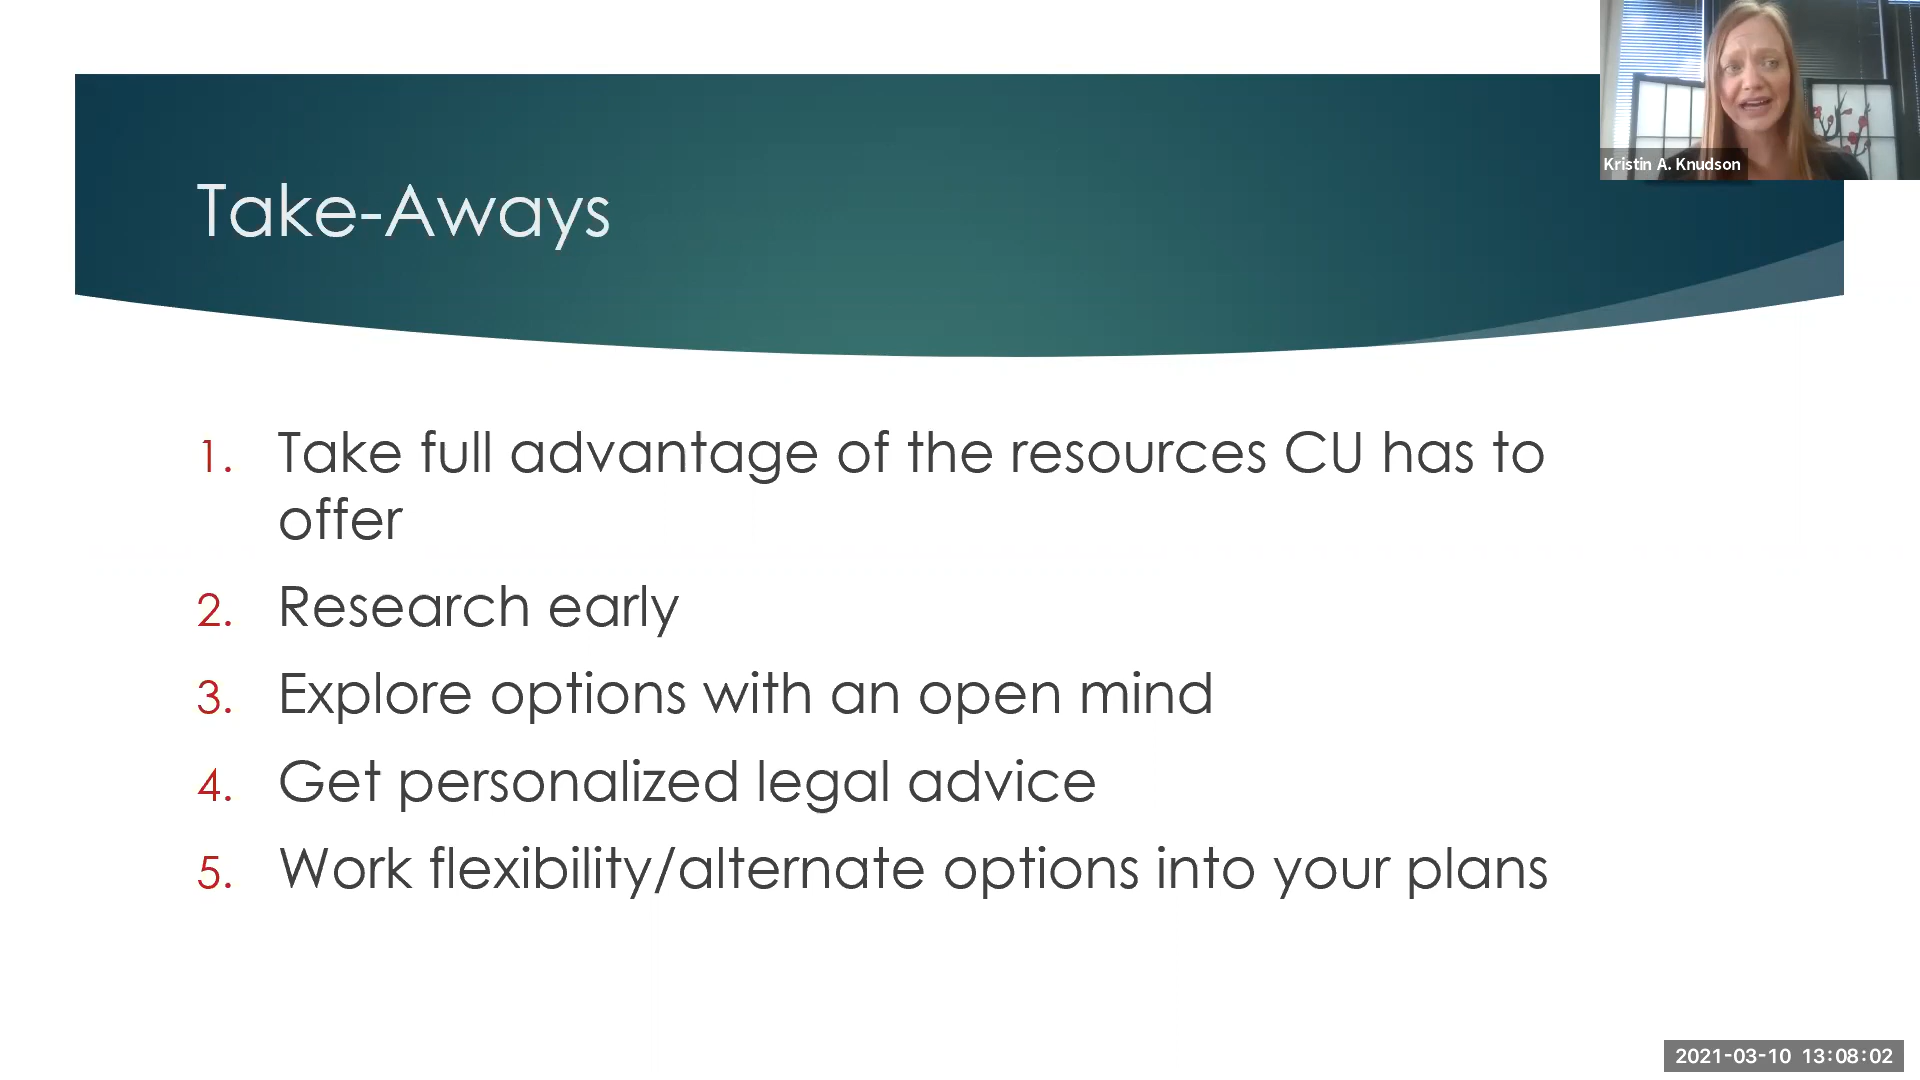 Kristin A. Knudson
Take-Aways
1. Take full advantage of the resources CU has to
offer
2. Research early
3. Explore options with an open mind
4. Get personalized legal advice
5. Work flexibility/alternate options into your plans
2021-03-10 13:08:02